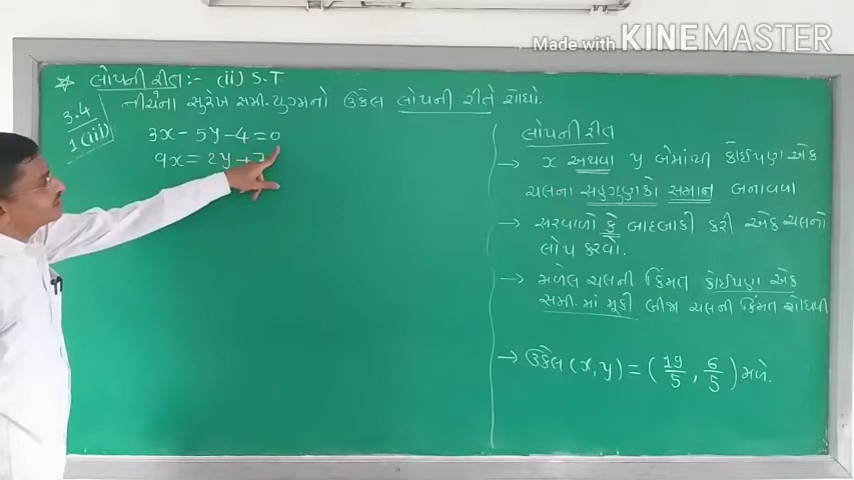 Made with KINEMASTER
લોપની રીત :- (ii) S.T
નીચેના સુરેખ સમી. યુગ્મનો ઉકેલ લોપની રીતે શોધો.
3.4
1(iii)
3x - 5y - 4 = 0
9x = 2y + 7
લોપની રીત
→ x અથવા y બેમાંથી કોઈપણ એક
ચલના સહગુણકો સમાન બનાવવા
→ સરવાળો કે બાદબાકી કરી એક ચલનો
લોપ કરવો.
→ મળેલ ચલની કિંમત કોઈપણ એક
સમી. માં મૂકી બીજા ચલની કિંમત શોધવી
→ ઉકેલ (x, y) = (19/5, 6/5) મળે.